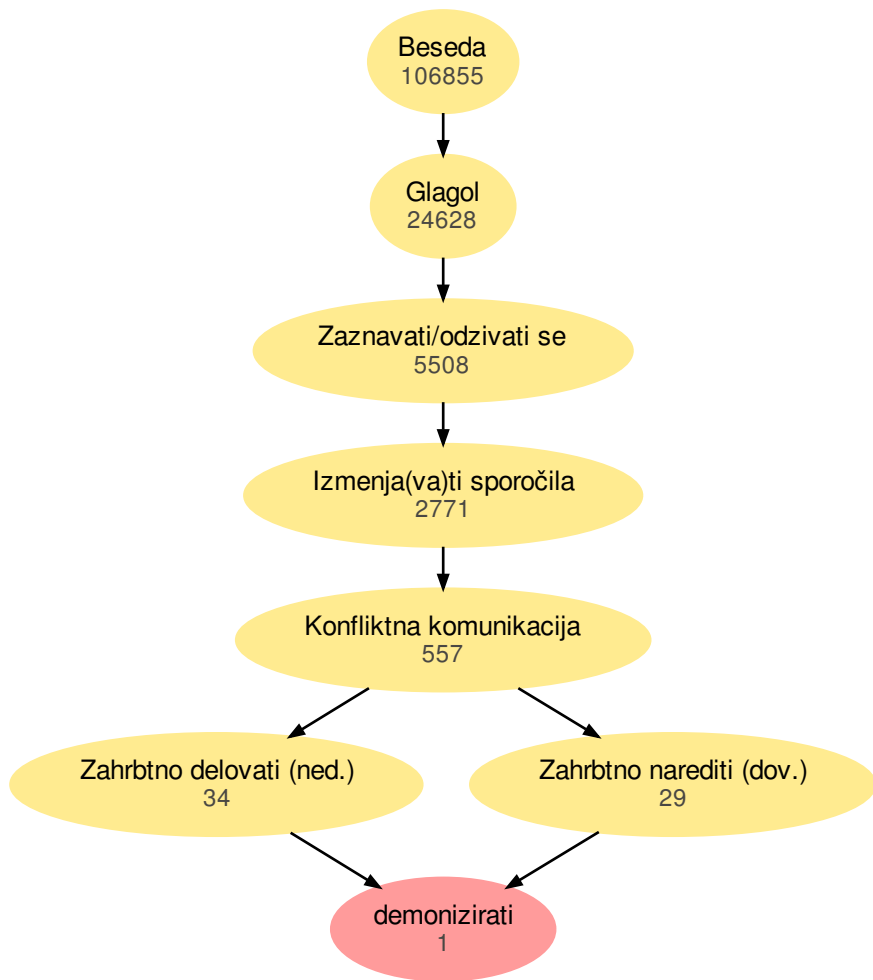 Beseda
106855
Glagol
24628
Zaznavati/odzivati se
5508
Izmenja(va)ti sporočila
2771
Konfliktna komunikacija
557
Zahrbtno delovati (ned.)
34
Zahrbtno narediti (dov.)
29
demonizirati
1